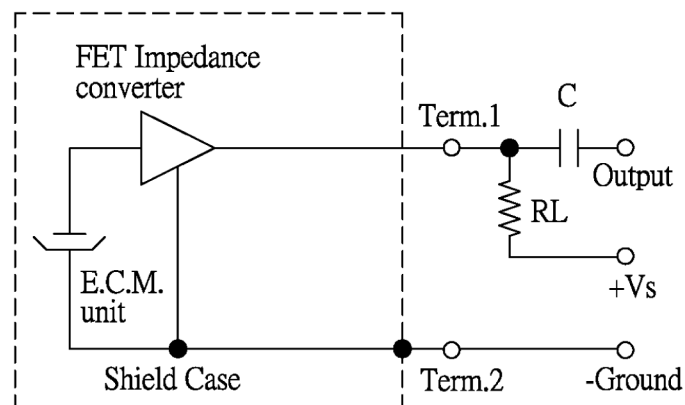 FET Impedance
converter
Term.1
C
Output
RL
+Vs
E.C.M.
unit
Shield Case
Term.2
-Ground